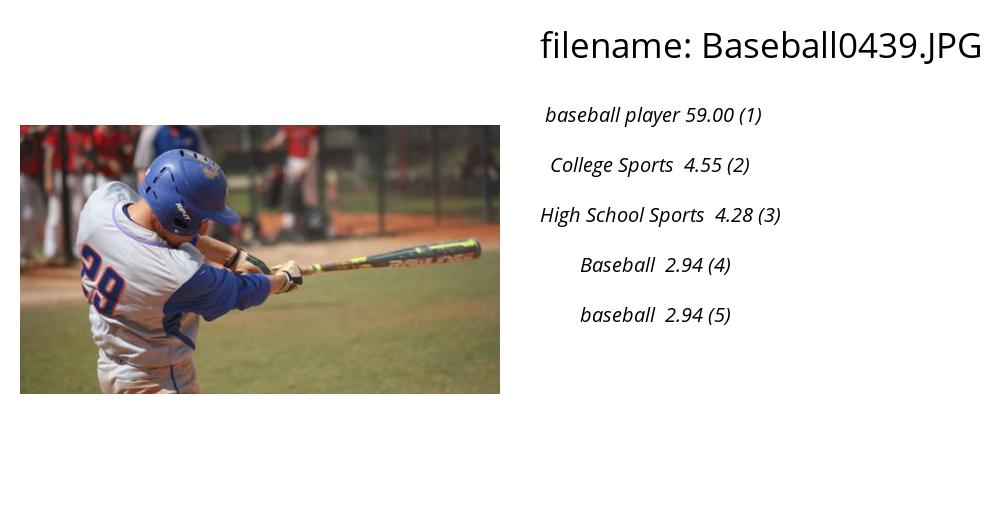 filename: Baseball0439.JPG
baseball player 59.00 (1)
College Sports 4.55 (2)
High School Sports 4.28 (3)
Baseball 2.94 (4)
baseball 2.94 (5)
29